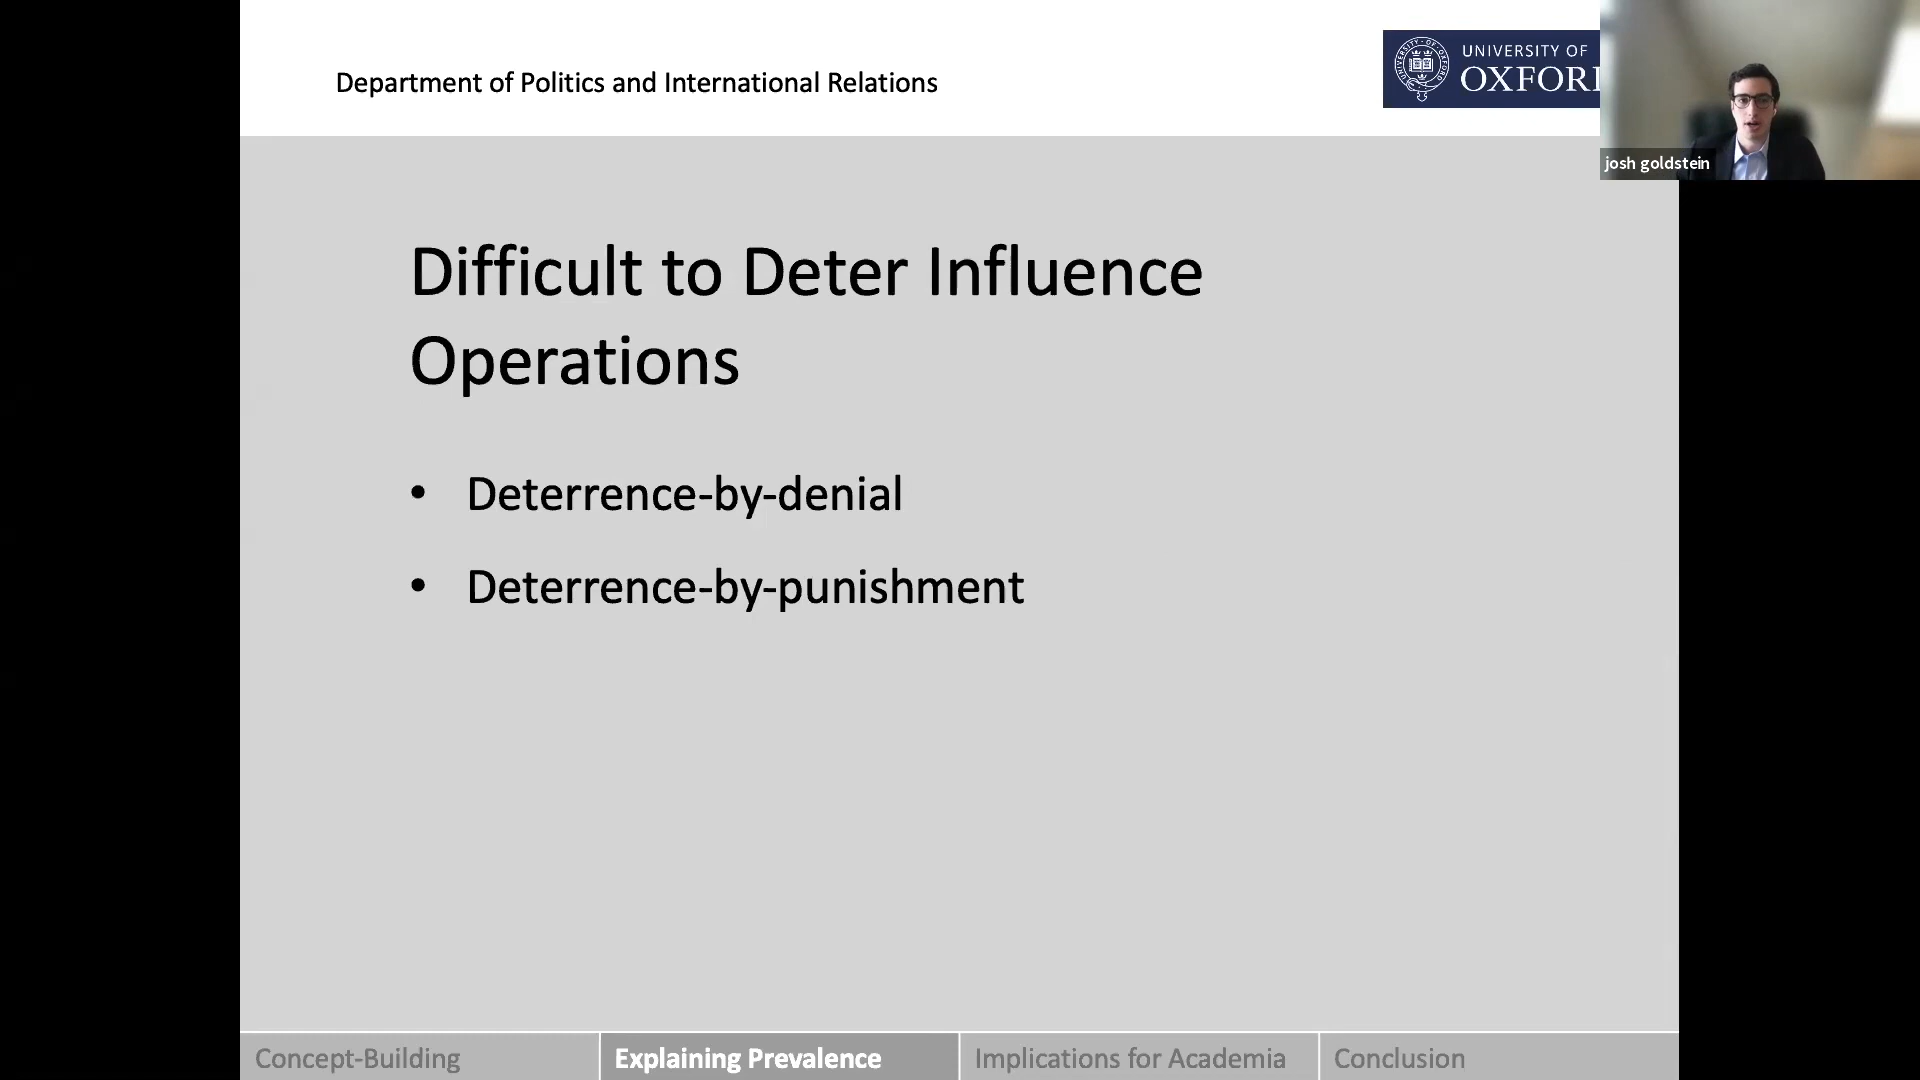 Department of Politics and International Relations
UNIVERSITY OF
OXFOR
josh goldstein
Difficult to Deter Influence
Operations
• Deterrence-by-denial
• Deterrence-by-punishment
Concept-Building
Explaining Prevalence
Implications for Academia
Conclusion